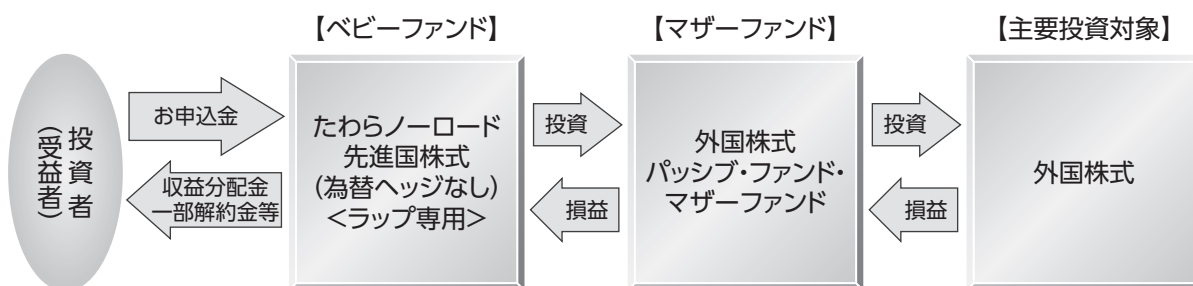 【ベビーファンド】
【マザーファンド】
【主要投資対象】
投資者
(受益者)
お申込金
収益分配金
一部解約金等
たわらノーロード
先進国株式
(為替ヘッジなし)
<ラップ専用>
投資
損益
外国株式
パッシブ・ファンド・
マザーファンド
投資
損益
外国株式